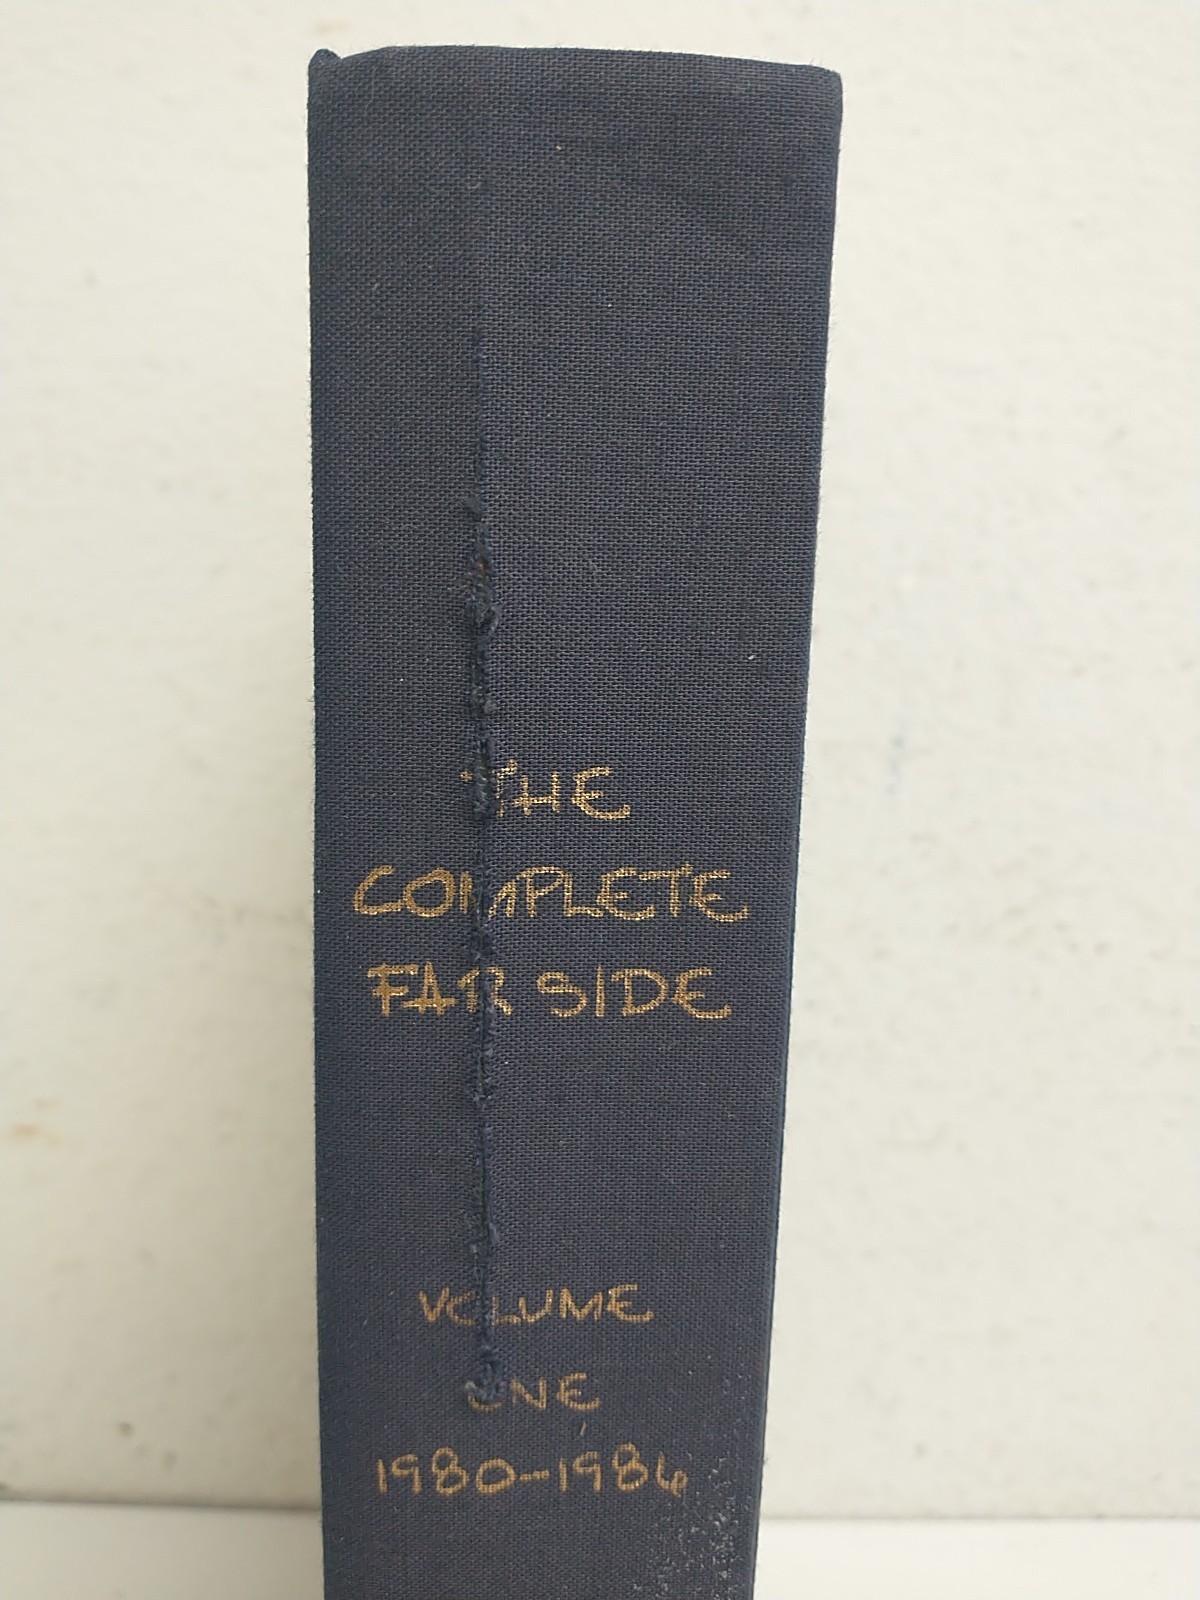 THE
COMPLETE
FAR SIDE
VOLUME
ONE
1980-1986